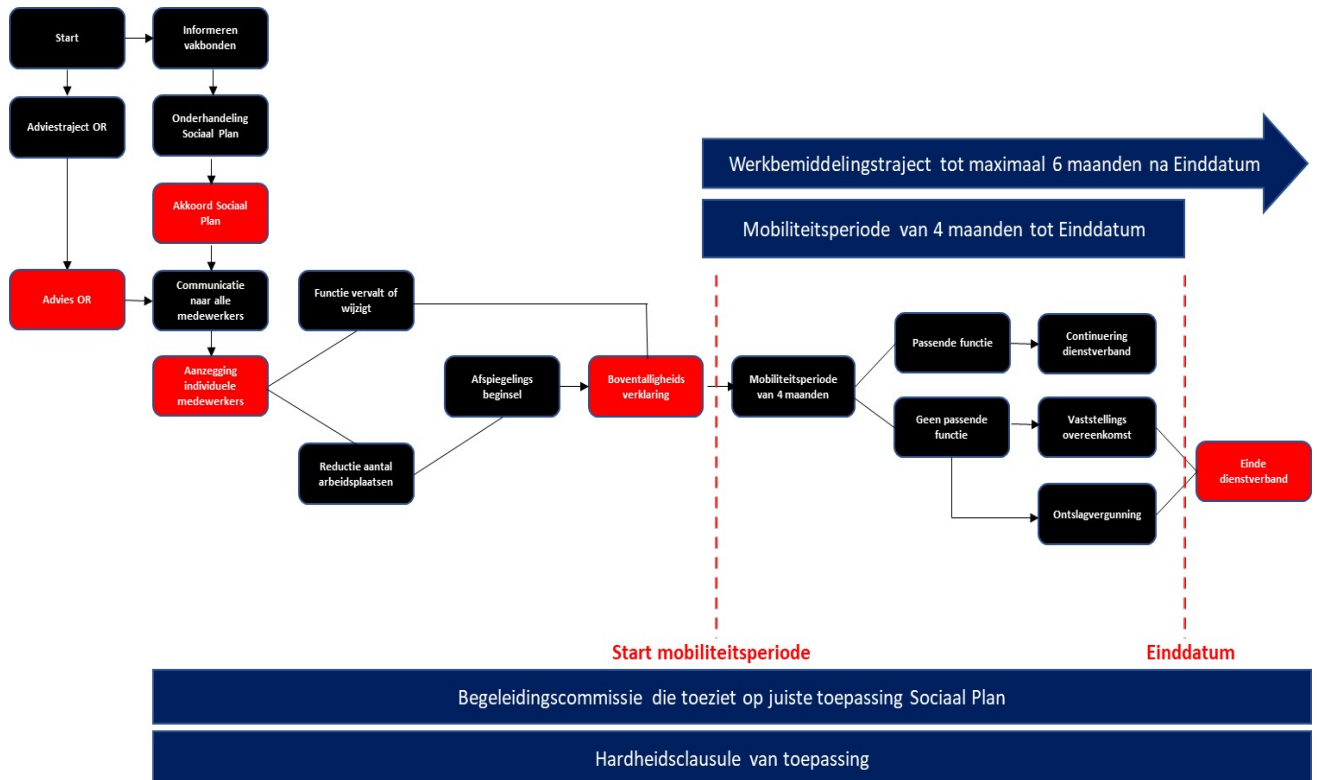 Start
Informeren
vakbonden
Adviestraject OR
Onderhandeling
Sociaal Plan
Akkoord Sociaal
Plan
Advies OR
Communicatie
naar alle
medewerkers
Aanzegging
individuele
medewerkers
Functie vervalt of
wijzigt
Reductie aantal
arbeidsplaatsen
Afspiegelings
beginsel
Boventalligheids
verklaring
Werkbemiddelingstraject tot maximaal 6 maanden na Einddatum
Mobiliteitsperiode van 4 maanden tot Einddatum
Mobiliteitsperiode
van 4 maanden
Passende functie
Continuering
dienstverband
Geen passende
functie
Vaststellings
overeenkomst
Ontslagvergunning
Einde
dienstverband
Start mobiliteitsperiode
Einddatum
Begeleidingscommissie die toeziet op juiste toepassing Sociaal Plan
Hardheidsclausule van toepassing